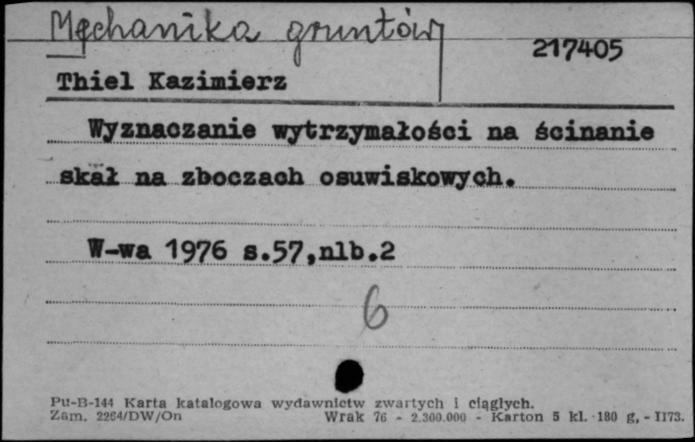 Mechanika gruntów
217405
Thiel Kazimierz
Wyznaczanie wytrzymałości na ścinanie
skał na zboczach osuwiskowych.
W-wa 1976 s.57,nlb.2
6
Pu-B-144 Karta katalogowa wydawnictw zwartych i ciągłych.
Zam. 2264/DW/On Wrak 76 - 2.300.000 - Karton 5 kl. 180 g, - II73.